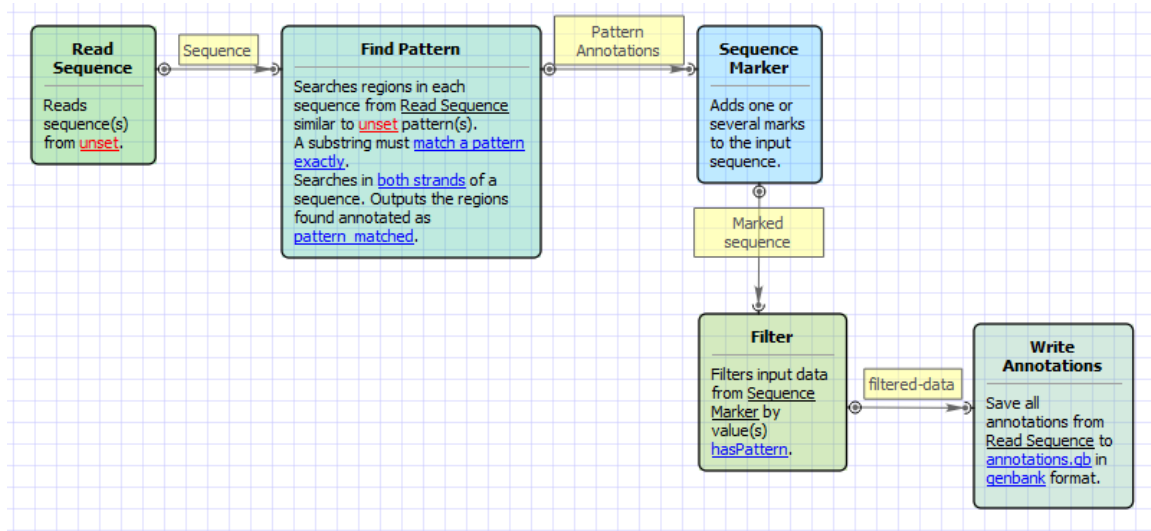 Read
Sequence
Reads
sequence(s)
from unset.
Sequence
Find Pattern
Searches regions in each
sequence from Read Sequence
similar to unset pattern(s).
A substring must match a pattern
exactly.
Searches in both strands of a
sequence. Outputs the regions
found annotated as
pattern_matched.
Pattern
Annotations
Sequence
Marker
Adds one or
several marks
to the input
sequence.
Marked
sequence
Filter
Filters input data
from Sequence
Marker by
value(s)
hasPattern.
filtered-data
Write
Annotations
Save all
annotations from
Read Sequence to
annotations.gb in
genbank format.